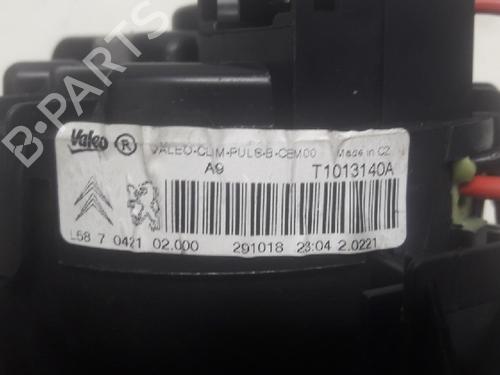 B-PARTS
Valeo ® VALEO-CLIM-PULS-B-CBM00 Made in CZ
A9 T1013140A
L58 7 0421 02.000 291018 23:04 2.0221